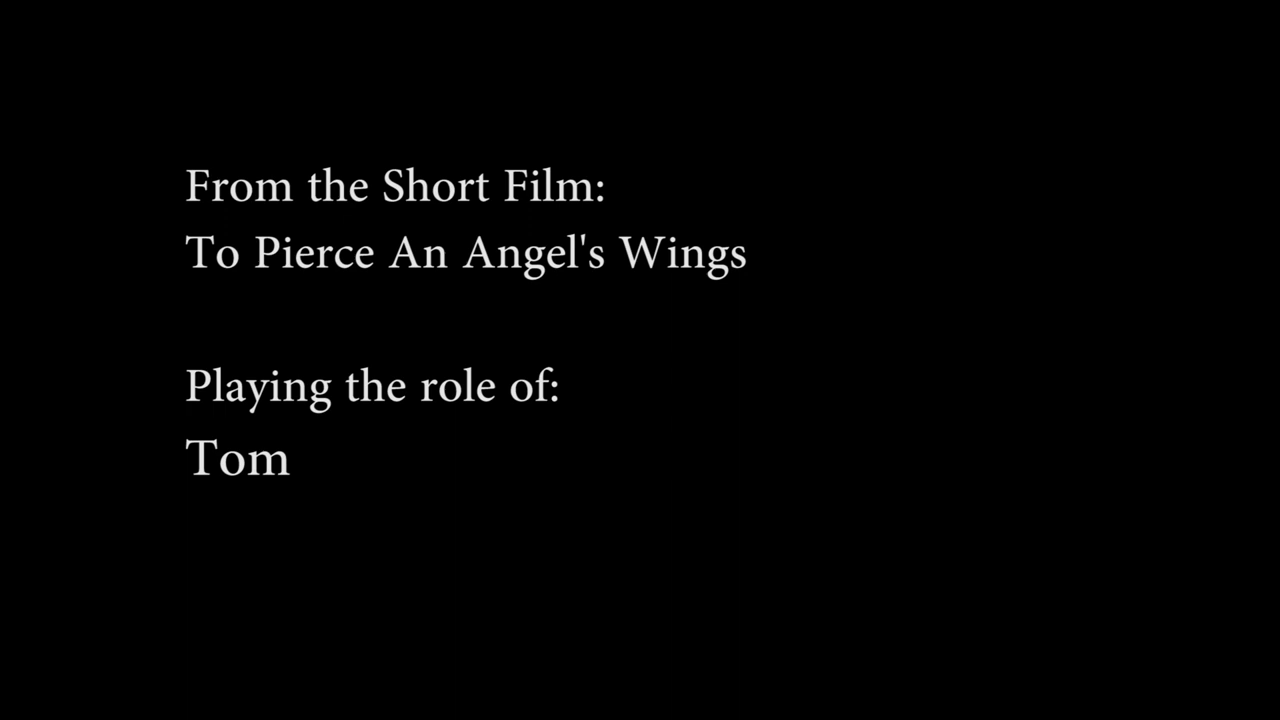 From the Short Film:
To Pierce An Angel's Wings
Playing the role of:
Tom